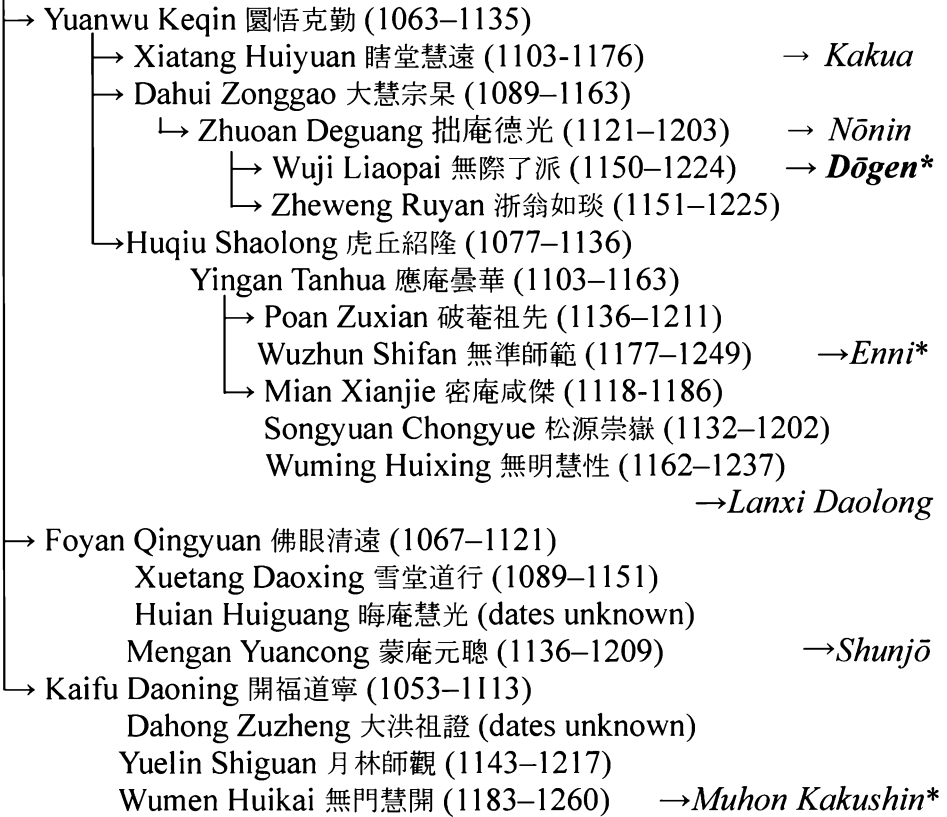 → Yuanwu Keqin 圜悟克勤 (1063–1135)
→ Xiatang Huiyuan 瞎堂慧遠 (1103-1176) → Kakua
→ Dahui Zonggao 大慧宗杲 (1089–1163)
↳ Zhuoan Deguang 拙庵德光 (1121–1203) → Nōnin
→ Wuji Liaopai 無際了派 (1150–1224) → Dōgen*
→ Zheweng Ruyan 浙翁如琰 (1151–1225)
→Huqiu Shaolong 虎丘紹隆 (1077–1136)
Yingan Tanhua 應庵曇華 (1103–1163)
→ Poan Zuxian 破菴祖先 (1136–1211)
Wuzhun Shifan 無準師範 (1177–1249) →Enni*
→ Mian Xianjie 密庵咸傑 (1118-1186)
Songyuan Chongyue 松源崇嶽 (1132–1202)
Wuming Huixing 無明慧性 (1162–1237)
→Lanxi Daolong
→ Foyan Qingyuan 佛眼清遠 (1067–1121)
Xuetang Daoxing 雪堂道行 (1089–1151)
Huian Huiguang 晦庵慧光 (dates unknown)
Mengan Yuancong 蒙庵元聰 (1136–1209) →Shunjō
→ Kaifu Daoning 開福道寧 (1053–1113)
Dahong Zuzheng 大洪祖證 (dates unknown)
Yuelin Shiguan 月林師觀 (1143–1217)
Wumen Huikai 無門慧開 (1183–1260) →Muhon Kakushin*